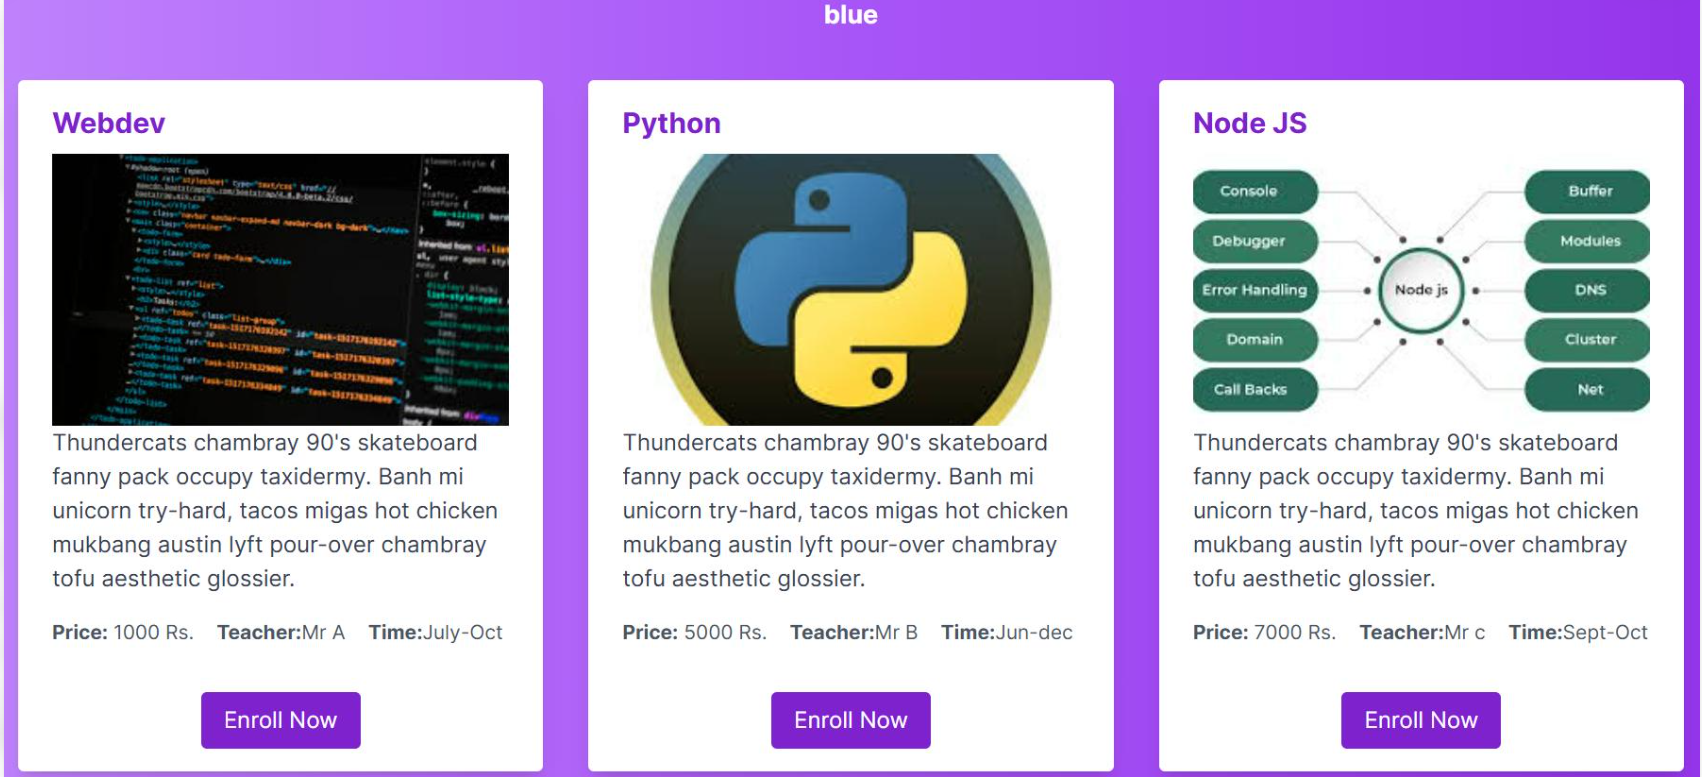 blue
Webdev
Thundercats chambray 90's skateboard
fanny pack occupy taxidermy. Banh mi
unicorn try-hard, tacos migas hot chicken
mukbang austin lyft pour-over chambray
tofu aesthetic glossier.
Price: 1000 Rs. Teacher:Mr A Time:July-Oct
Enroll Now
Python
Thundercats chambray 90's skateboard
fanny pack occupy taxidermy. Banh mi
unicorn try-hard, tacos migas hot chicken
mukbang austin lyft pour-over chambray
tofu aesthetic glossier.
Price: 5000 Rs. Teacher:Mr B Time:Jun-dec
Enroll Now
Node JS
Console
Debugger
Error Handling
Domain
Call Backs
Node js
Buffer
Modules
DNS
Cluster
Net
Thundercats chambray 90's skateboard
fanny pack occupy taxidermy. Banh mi
unicorn try-hard, tacos migas hot chicken
mukbang austin lyft pour-over chambray
tofu aesthetic glossier.
Price: 7000 Rs. Teacher:Mr c Time:Sept-Oct
Enroll Now